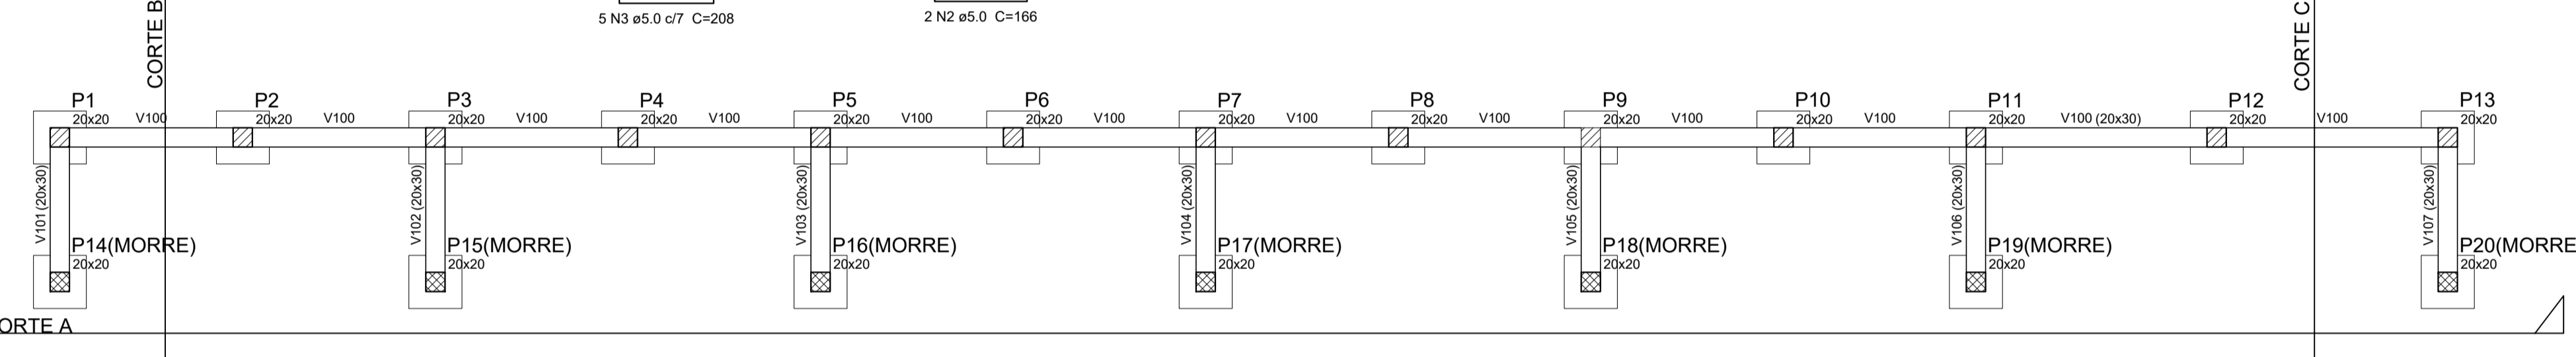 5 N3 ø5.0 c/7 C=208
2 N2 ø5.0 C=166
CORTE B
CORTE C
P1
P2
P3
P4
P5
P6
P7
P8
P9
P10
P11
P12
P13
20x20
V100
20x20
V100
20x20
V100
20x20
V100
20x20
V100
20x20
V100
20x20
V100
20x20
V100
20x20
V100
20x20
V100
20x20
V100 (20x30)
20x20
V100
20x20
V101 (20x30)
V102 (20x30)
V103 (20x30)
V104 (20x30)
V105 (20x30)
V106 (20x30)
V107 (20x30)
P14(MORRE)
P15(MORRE)
P16(MORRE)
P17(MORRE)
P18(MORRE)
P19(MORRE)
P20(MORRE
20x20
20x20
20x20
20x20
20x20
20x20
20x20
ORTE A